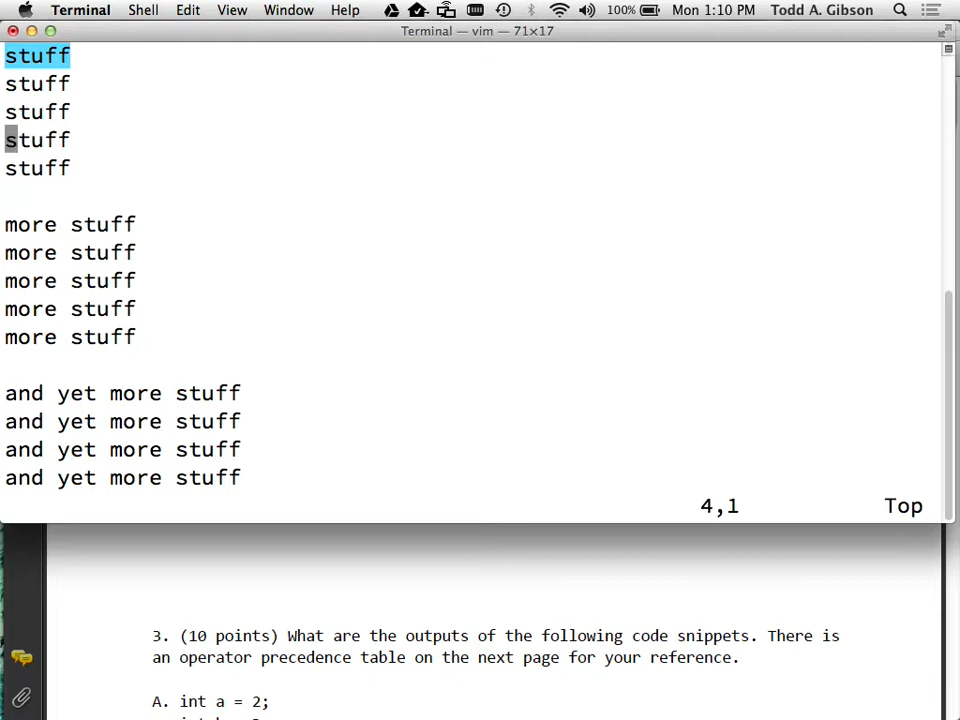 Terminal Shell Edit View Window Help 100% Mon 1:10 PM Todd A. Gibson
Terminal — vim — 71×17
stuff
stuff
stuff
stuff
stuff
more stuff
more stuff
more stuff
more stuff
more stuff
and yet more stuff
and yet more stuff
and yet more stuff
and yet more stuff
4,1 Top
3. (10 points) What are the outputs of the following code snippets. There is
an operator precedence table on the next page for your reference.
A. int a = 2;